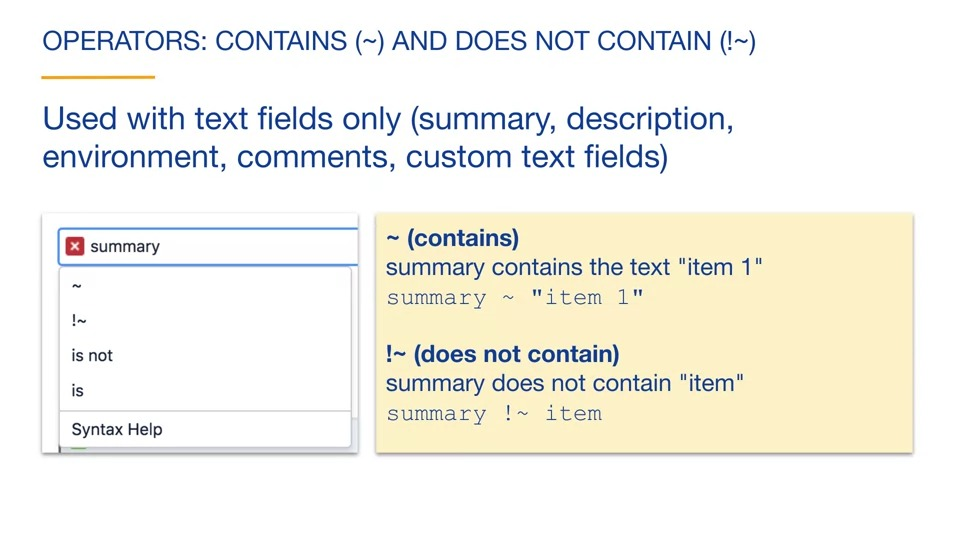 OPERATORS: CONTAINS (~) AND DOES NOT CONTAIN (!~)
Used with text fields only (summary, description,
environment, comments, custom text fields)
summary
~
!~
is not
is
Syntax Help
~ (contains)
summary contains the text "item 1"
summary ~ "item 1"
!~ (does not contain)
summary does not contain "item"
summary !~ item